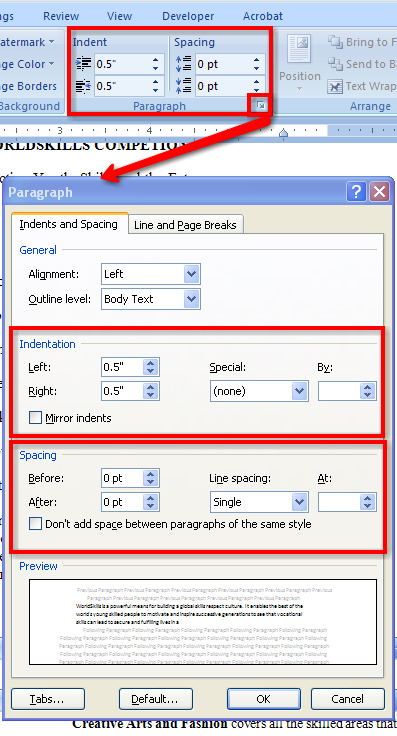 ngs Review View Developer Acrobat
Indent Spacing
atermark 0.5" 0 pt Bring to F
ge Color 0.5" 0 pt Position Send to B
ge Borders Text Wrap
Background Paragraph Arrange
3 4
ORLDSKILLS COMPETION
Paragraph
Indents and Spacing Line and Page Breaks
General
Alignment: Left
Outline level: Body Text
Indentation
Left: 0.5" Special: By:
Right: 0.5" (none)
Mirror indents
Spacing
Before: 0 pt Line spacing: At:
After: 0 pt Single
Don't add space between paragraphs of the same style
Preview
Previous Paragraph Previous Paragraph Previous Paragraph Previous Paragraph Previous
Paragraph Previous Paragraph Previous Paragraph Previous Paragraph
WorldSkills is a powerful means for building a global skills respect culture. It enables the best of the
world s young skilled people to motivate and inspire successive generations to see that vocational
skills can lead to secure and fulfilling lives in a
Following Paragraph Following Paragraph Following Paragraph Following Paragraph
Following Paragraph Following Paragraph Following Paragraph Following Paragraph
Following Paragraph Following Paragraph Following Paragraph Following Paragraph
Following Paragraph Following Paragraph Following Paragraph Following Paragraph
Tabs... Default... OK Cancel
Creative Arts and Fashion covers all the skilled areas that